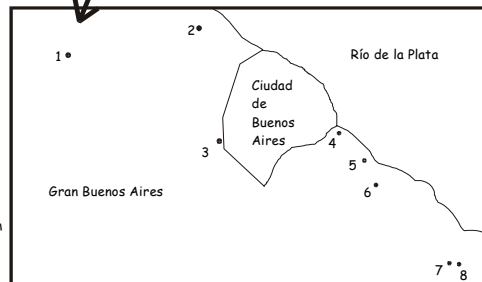 2
1
Río de la Plata
Ciudad
de
Buenos
Aires
3
4
5
6
Gran Buenos Aires
7
8